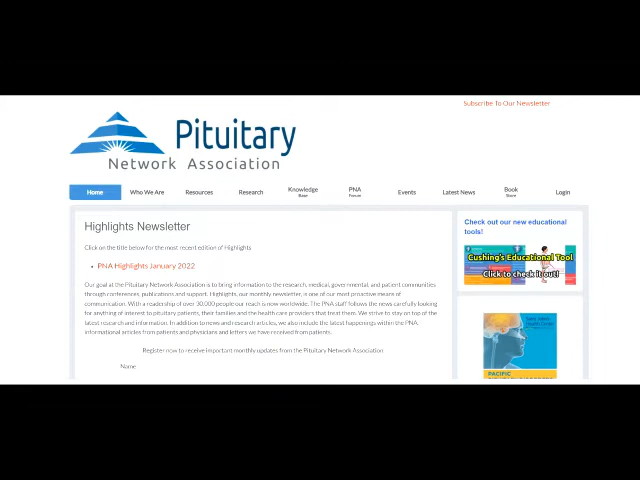 Subscribe To Our Newsletter
Pituitary
Network Association
Home Who We Are Resources Research Knowledge Base PNA Forum Events Latest News Book Store Login
Highlights Newsletter
Click on the title below for the most recent edition of Highlights
• PNA Highlights January 2022
Our goal at the Pituitary Network Association is to bring information to the research, medical, governmental, and patient communities
through conferences, publications and support. Highlights, our monthly newsletter, is one of our most proactive means of
communication. With a readership of over 30,000 people our reach is now worldwide. The PNA staff follows the news carefully looking
for anything of interest to pituitary patients, their families and the health care providers that treat them. We strive to stay on top of the
latest research and information. In addition to news and research articles, we also include the latest happenings within the PNA,
informational articles from patients and physicians and letters we have received from patients.
Register now to receive important monthly updates from the Pituitary Network Association
Name
Check out our new educational
tools!
Cushing's Educational Tool
Click to check it out!
Saint John's
Health Center
PACIFIC